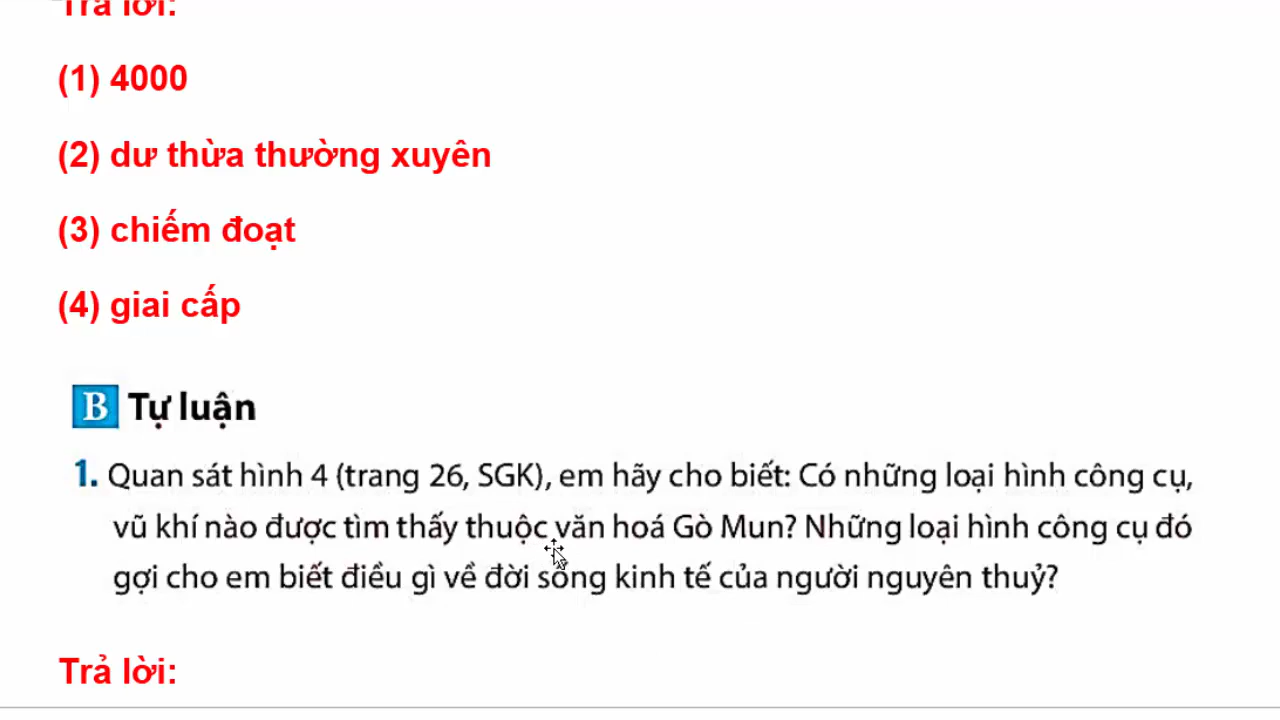 Trả lời:
(1) 4000
(2) dư thừa thường xuyên
(3) chiếm đoạt
(4) giai cấp
B Tự luận
1. Quan sát hình 4 (trang 26, SGK), em hãy cho biết: Có những loại hình công cụ,
vũ khí nào được tìm thấy thuộc văn hoá Gò Mun? Những loại hình công cụ đó
gợi cho em biết điều gì về đời sống kinh tế của người nguyên thuỷ?
Trả lời: